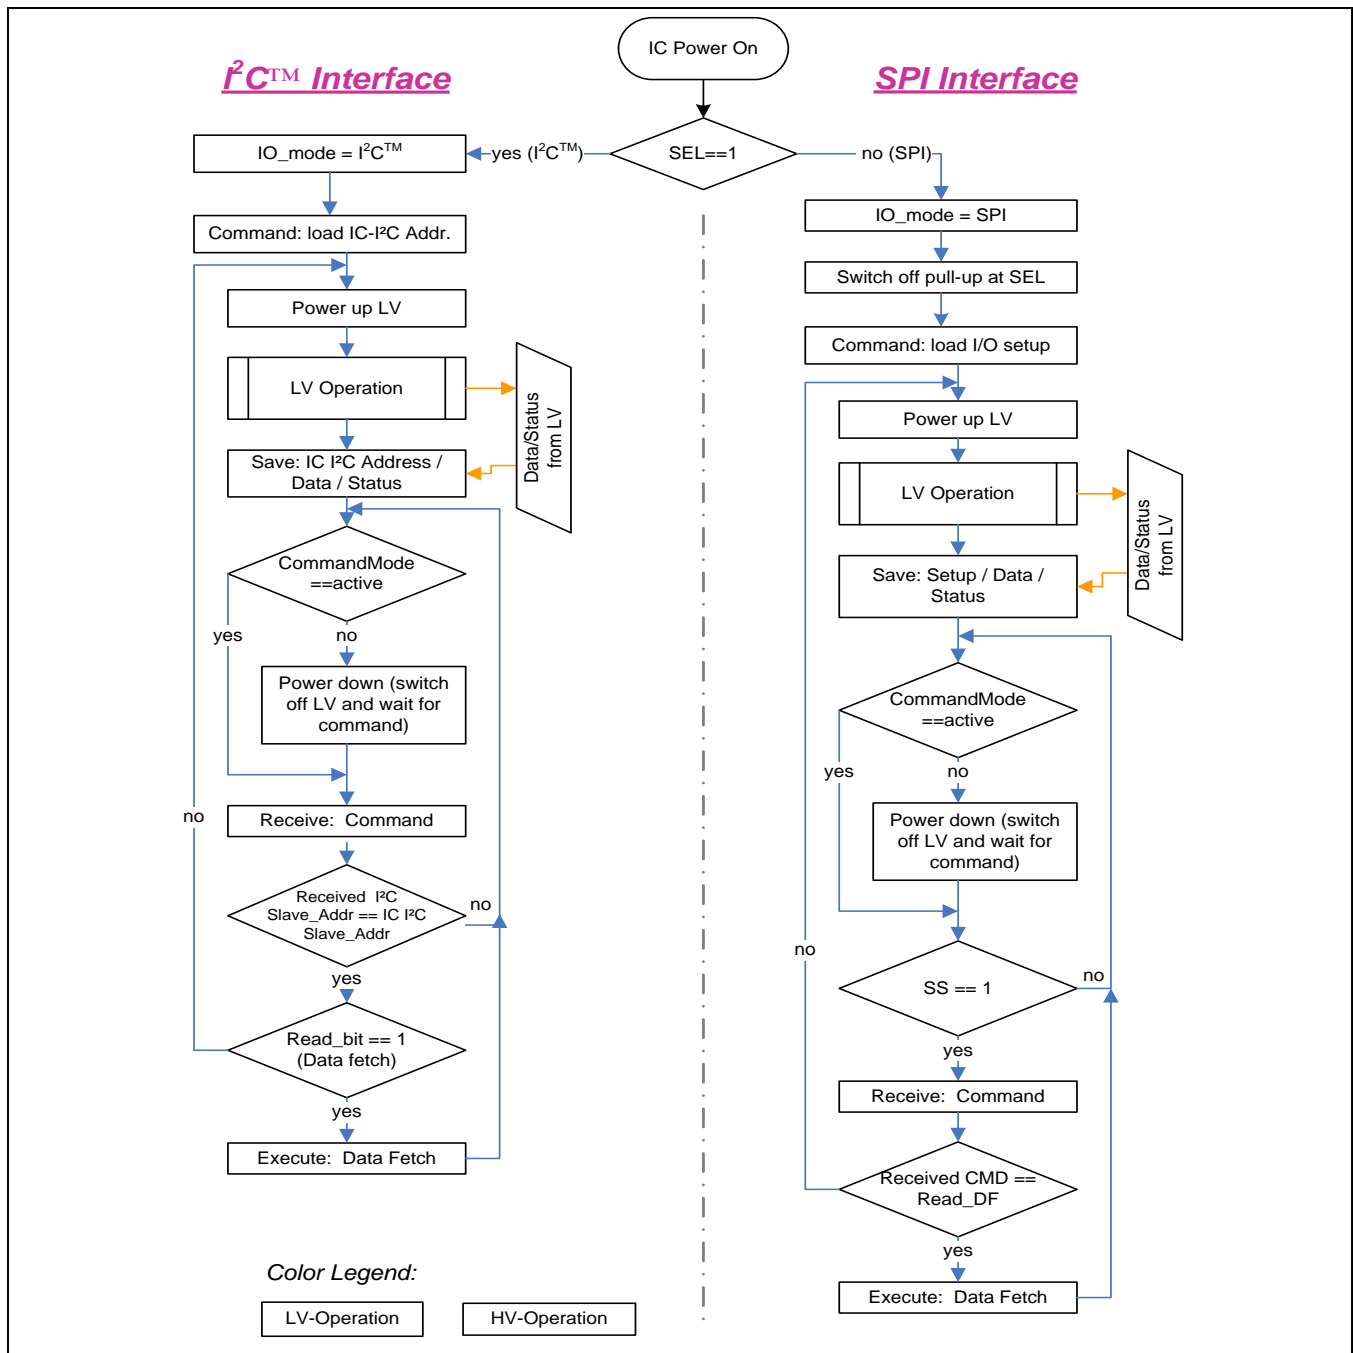 IC Power On
I²C™ Interface
SPI Interface
SEL==1
yes (I²C™)
no (SPI)
IO_mode = I²C™
Command: load IC-I²C Addr.
Power up LV
LV Operation
Data/Status
from LV
Save: IC I²C Address /
Data / Status
CommandMode
==active
yes
no
Power down (switch
off LV and wait for
command)
no
Receive:  Command
Received  I²C
Slave_Addr == IC I²C
Slave_Addr
no
yes
Read_bit == 1
(Data fetch)
yes
Execute:  Data Fetch
IO_mode = SPI
Switch off pull-up at SEL
Command: load I/O setup
Power up LV
LV Operation
Data/Status
from LV
Save: Setup / Data /
Status
CommandMode
==active
yes
no
Power down (switch
off LV and wait for
command)
no
SS == 1
no
yes
Receive:  Command
Received CMD ==
Read_DF
yes
Execute:  Data Fetch
Color Legend:
LV-Operation
HV-Operation